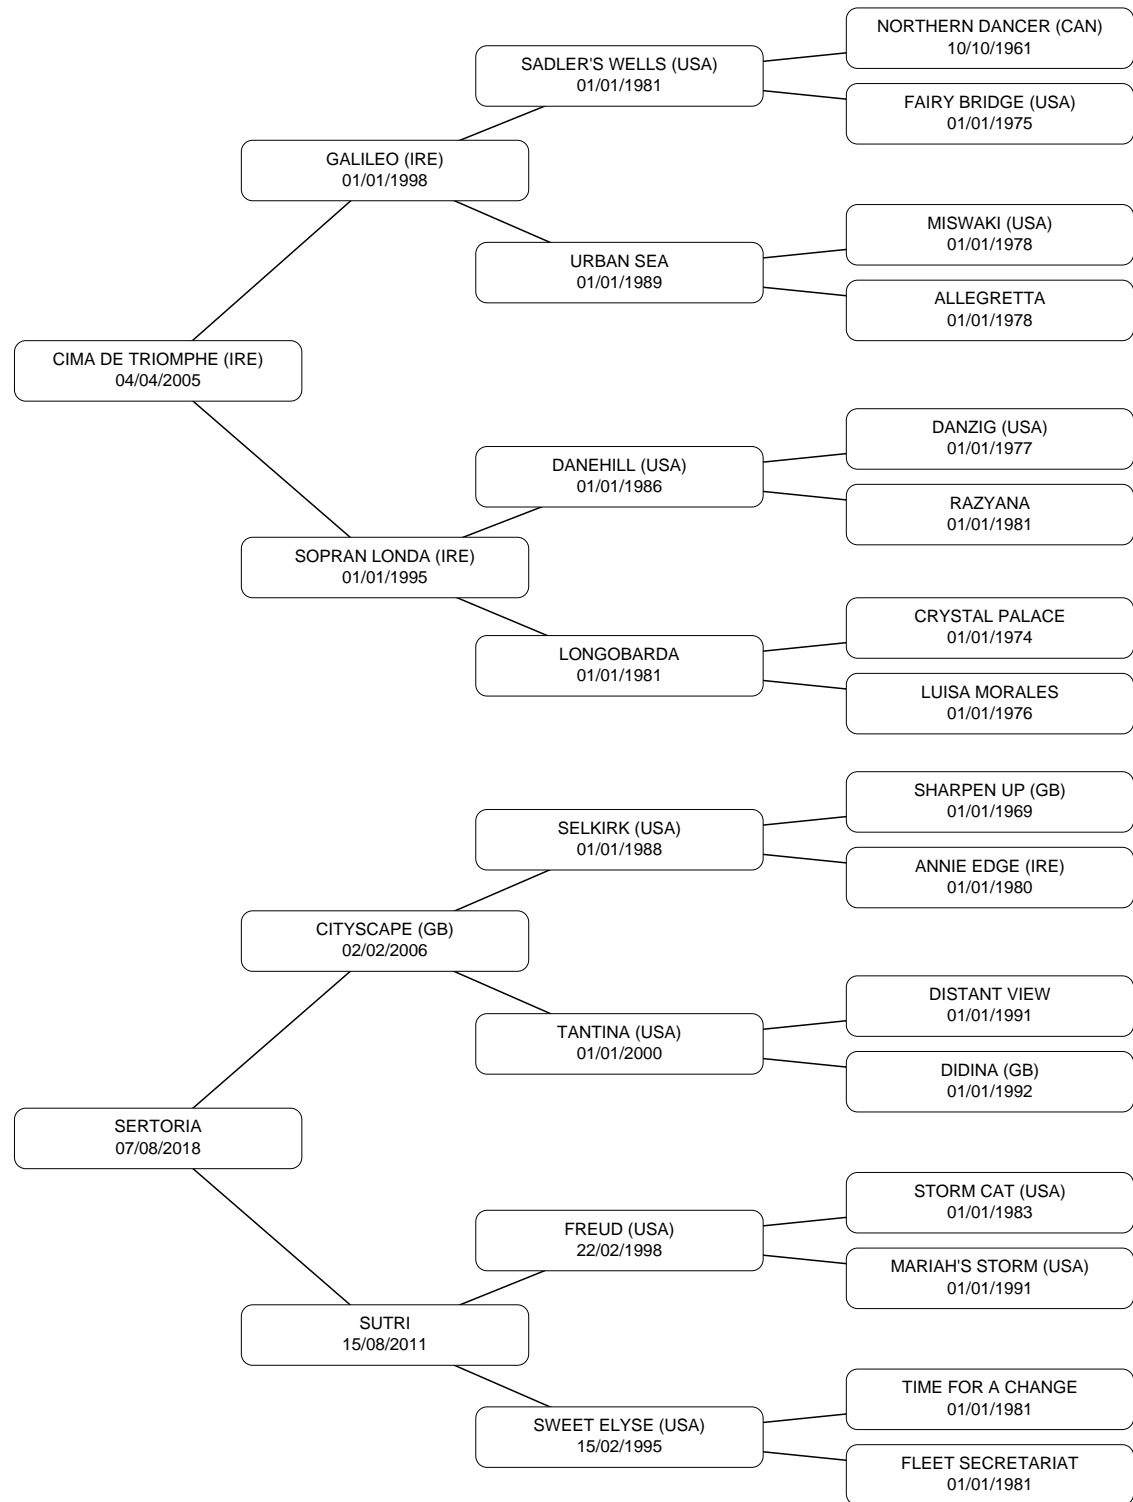 NORTHERN DANCER (CAN)
10/10/1961
SADLER'S WELLS (USA)
01/01/1981
FAIRY BRIDGE (USA)
01/01/1975
GALILEO (IRE)
01/01/1998
MISWAKI (USA)
01/01/1978
URBAN SEA
01/01/1989
ALLEGRETTA
01/01/1978
CIMA DE TRIOMPHE (IRE)
04/04/2005
DANZIG (USA)
01/01/1977
DANEHILL (USA)
01/01/1986
RAZYANA
01/01/1981
SOPRAN LONDA (IRE)
01/01/1995
CRYSTAL PALACE
01/01/1974
LONGOBARDA
01/01/1981
LUISA MORALES
01/01/1976
SHARPEN UP (GB)
01/01/1969
SELKIRK (USA)
01/01/1988
ANNIE EDGE (IRE)
01/01/1980
CITYSCAPE (GB)
02/02/2006
DISTANT VIEW
01/01/1991
TANTINA (USA)
01/01/2000
DIDINA (GB)
01/01/1992
SERTORIA
07/08/2018
STORM CAT (USA)
01/01/1983
FREUD (USA)
22/02/1998
MARIAH'S STORM (USA)
01/01/1991
SUTRI
15/08/2011
TIME FOR A CHANGE
01/01/1981
SWEET ELYSE (USA)
15/02/1995
FLEET SECRETARIAT
01/01/1981